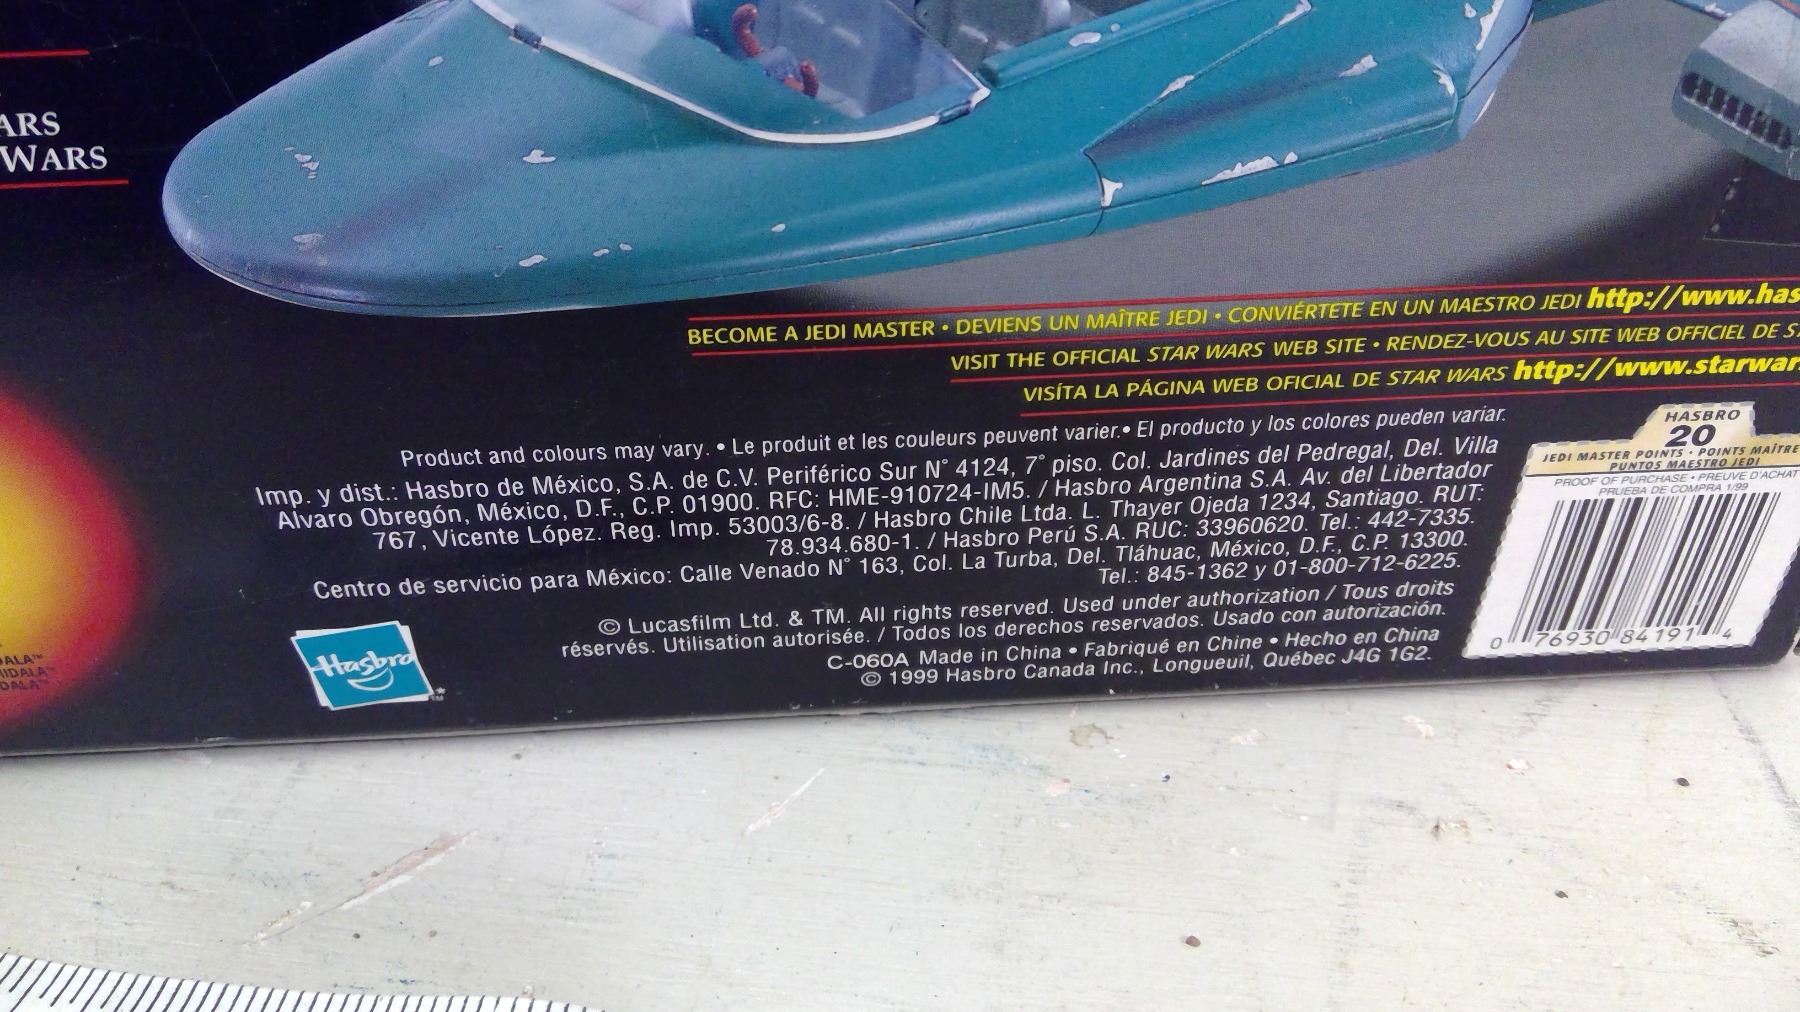 ARS
WARS
BECOME A JEDI MASTER • DEVIENS UN MAÎTRE JEDI • CONVIÉRTETE EN UN MAESTRO JEDI http://www.has
VISIT THE OFFICIAL STAR WARS WEB SITE • RENDEZ-VOUS AU SITE WEB OFFICIEL DE S
VISÍTA LA PÁGINA WEB OFICIAL DE STAR WARS http://www.starwar
Product and colours may vary. • Le produit et les couleurs peuvent varier.• El producto y los colores pueden variar.
Imp. y dist.: Hasbro de México, S.A. de C.V. Periférico Sur N° 4124, 7° piso. Col. Jardines del Pedregal, Del. Villa
Alvaro Obregón, México, D.F., C.P. 01900. RFC: HME-910724-IM5. / Hasbro Argentina S.A. Av. del Libertador
767, Vicente López. Reg. Imp. 53003/6-8. / Hasbro Chile Ltda. L. Thayer Ojeda 1234, Santiago. RUT:
78.934.680-1. / Hasbro Perú S.A. RUC: 33960620. Tel.: 442-7335.
Centro de servicio para México: Calle Venado N° 163, Col. La Turba, Del. Tláhuac, México, D.F., C.P. 13300.
Tel.: 845-1362 y 01-800-712-6225.
© Lucasfilm Ltd. & TM. All rights reserved. Used under authorization / Tous droits
réservés. Utilisation autorisée. / Todos los derechos reservados. Usado con autorización.
C-060A Made in China • Fabriqué en Chine • Hecho en China
© 1999 Hasbro Canada Inc., Longueuil, Québec J4G 1G2.
HASBRO
20
JEDI MASTER POINTS • POINTS MAÎTRE
PUNTOS MAESTRO JEDI
PROOF OF PURCHASE • PREUVE D'ACHAT
PRUEBA DE COMPRA 1/99
0 76930 84191 4
Hasbro
DALA™
IDALA™
DALA™